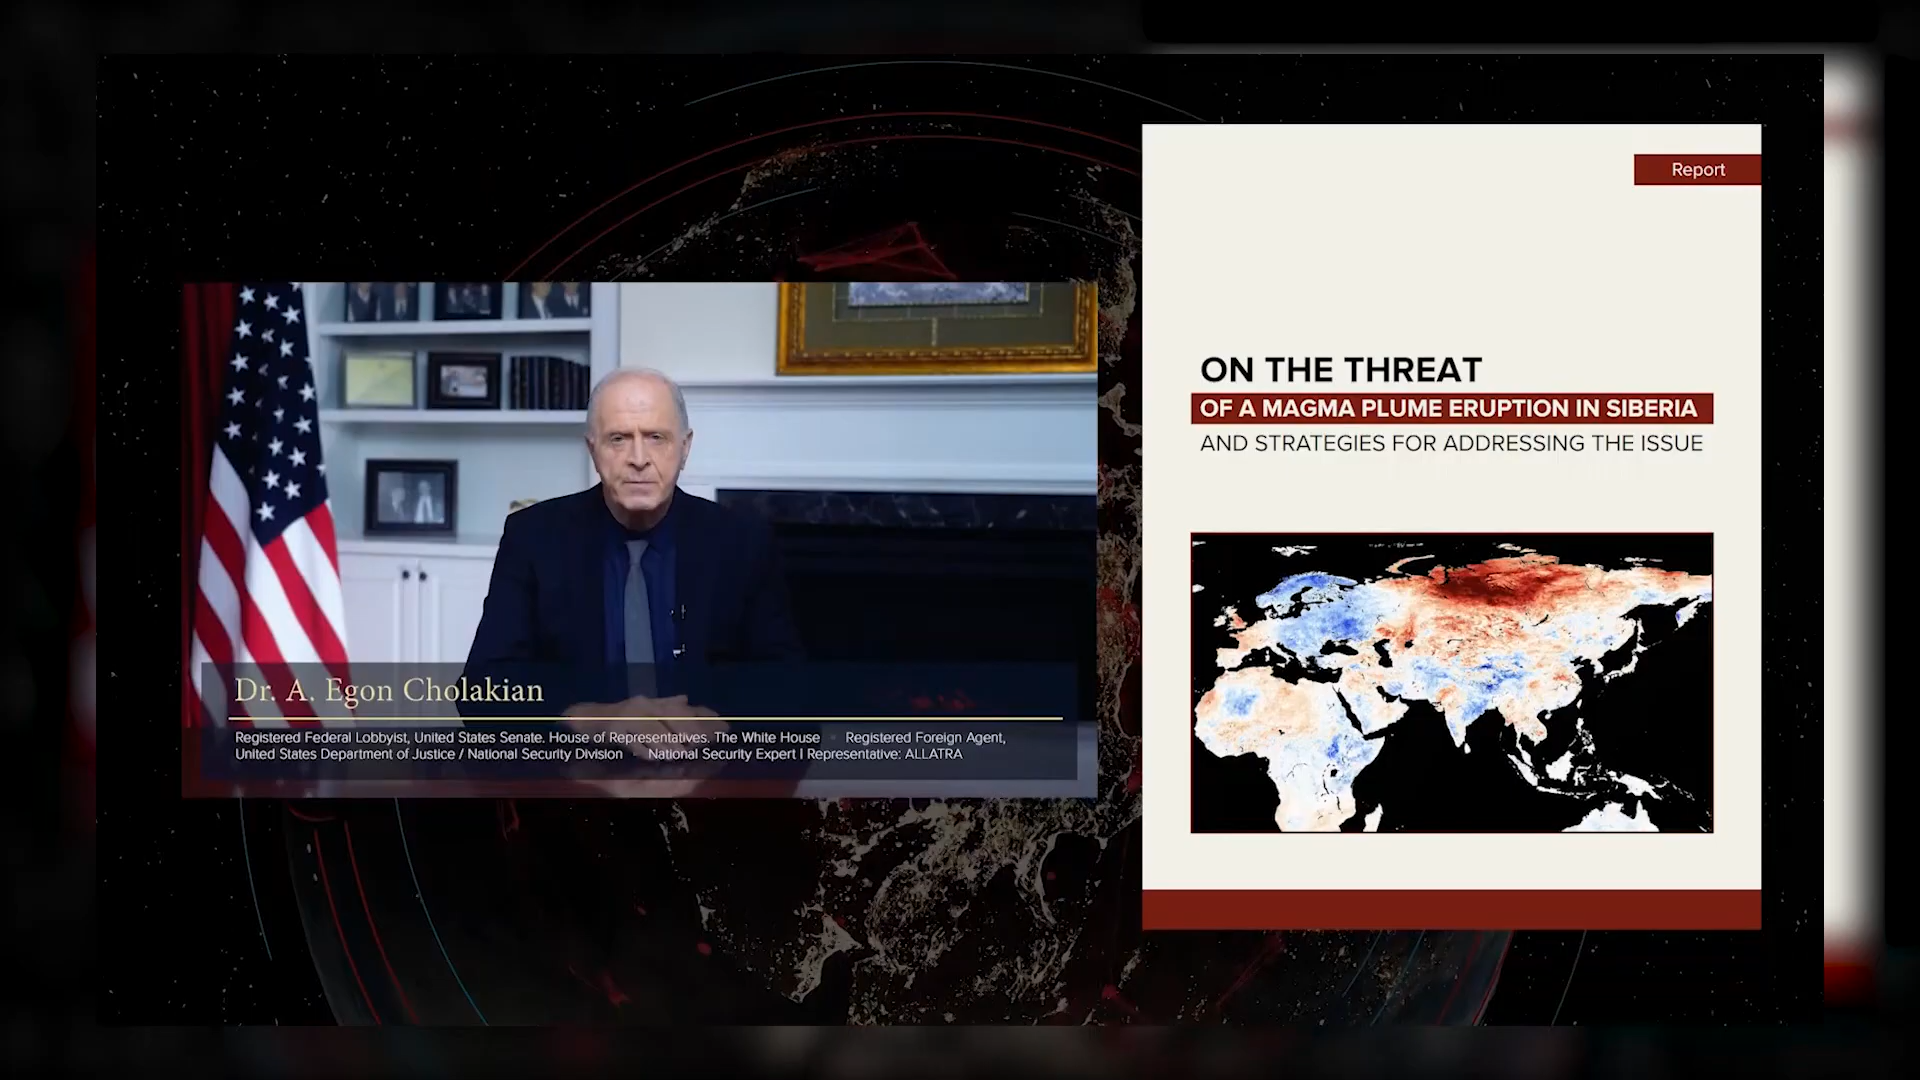 Dr. A. Egon Cholakian
Registered Federal Lobbyist, United States Senate. House of Representatives. The White House Registered Foreign Agent,
United States Department of Justice / National Security Division · National Security Expert | Representative: ALLATRA
Report
ON THE THREAT
OF A MAGMA PLUME ERUPTION IN SIBERIA
AND STRATEGIES FOR ADDRESSING THE ISSUE